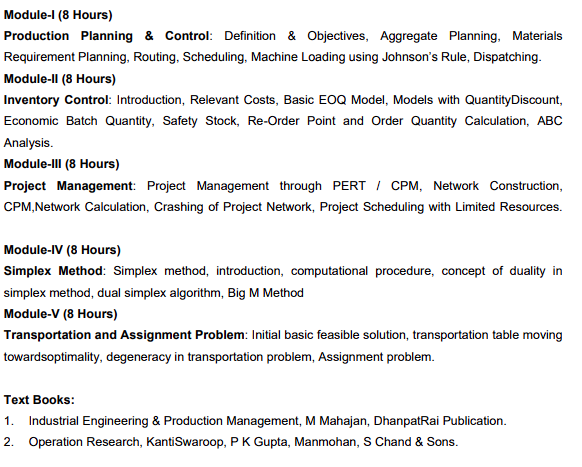 Module-I (8 Hours)
Production Planning & Control: Definition & Objectives, Aggregate Planning, Materials
Requirement Planning, Routing, Scheduling, Machine Loading using Johnson's Rule, Dispatching.
Module-II (8 Hours)
Inventory Control: Introduction, Relevant Costs, Basic EOQ Model, Models with QuantityDiscount,
Economic Batch Quantity, Safety Stock, Re-Order Point and Order Quantity Calculation, ABC
Analysis.
Module-III (8 Hours)
Project Management: Project Management through PERT / CPM, Network Construction,
CPM,Network Calculation, Crashing of Project Network, Project Scheduling with Limited Resources.
Module-IV (8 Hours)
Simplex Method: Simplex method, introduction, computational procedure, concept of duality in
simplex method, dual simplex algorithm, Big M Method
Module-V (8 Hours)
Transportation and Assignment Problem: Initial basic feasible solution, transportation table moving
towardsoptimality, degeneracy in transportation problem, Assignment problem.
Text Books:
1. Industrial Engineering & Production Management, M Mahajan, DhanpatRai Publication.
2. Operation Research, KantiSwaroop, P K Gupta, Manmohan, S Chand & Sons.